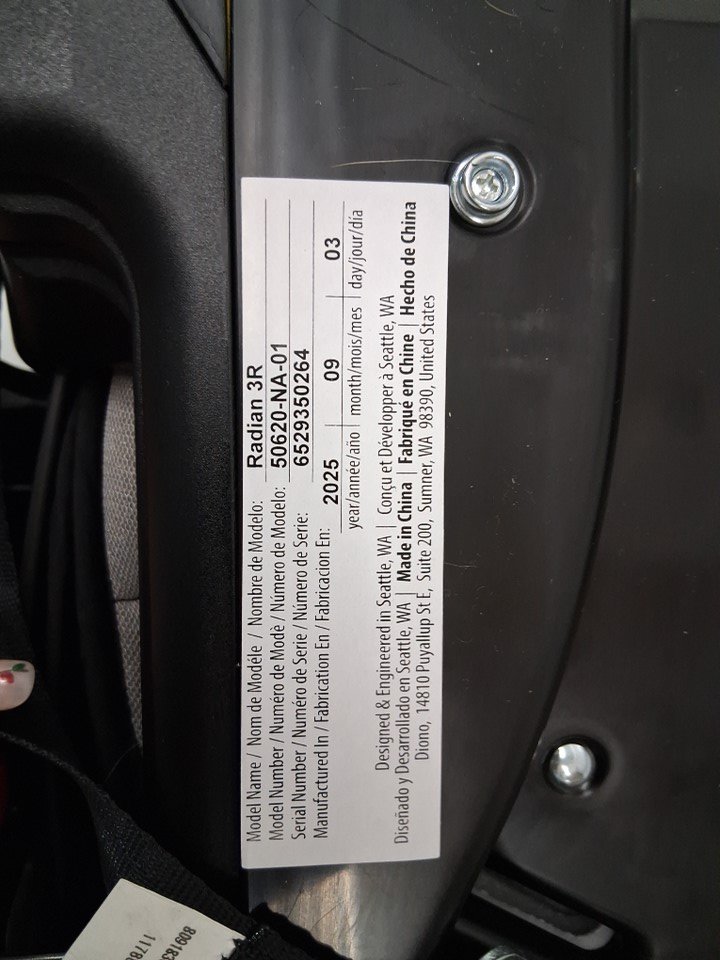 Model Name / Nom de Modéle / Nombre de Modelo: Radian 3R
Model Number / Numéro de Modè / Número de Modelo: 50620-NA-01
Serial Number / Numéro de Serie / Número de Serie: 6529350264
Manufactured In / Fabrication En / Fabricacion En: 2025 09 03
year/année/año | month/mois/mes | day/jour/día
Designed & Engineered in Seattle, WA | Conçu et Développer à Seattle, WA
Diseñado y Desarrollado en Seattle, WA | Made in China | Fabriqué en Chine | Hecho de China
Diono, 14810 Puyallup St E, Suite 200, Sumner, WA 98390, United States